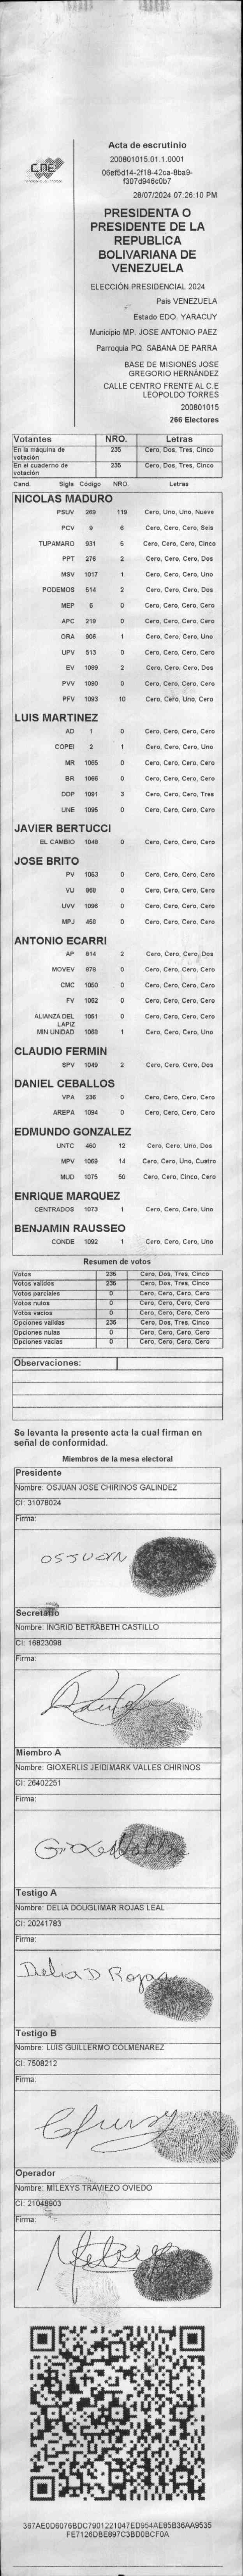 CNE
Acta de escrutinio
200801015.01.1.0001
06ef5d14-2f18-42ca-8ba9-
f307d946c0b7
28/07/2024 07:26:10 PM
PRESIDENTA O
PRESIDENTE DE LA
REPUBLICA
BOLIVARIANA DE
VENEZUELA
ELECCIÓN PRESIDENCIAL 2024
Pais VENEZUELA
Estado EDO. YARACUY
Municipio MP. JOSE ANTONIO PAEZ
Parroquia PQ. SABANA DE PARRA
BASE DE MISIONES JOSE
GREGORIO HERNÁNDEZ
CALLE CENTRO FRENTE AL C.E
LEOPOLDO TORRES
200801015
266 Electores
Votantes NRO. Letras
En la máquina de votación 235 Cero, Dos, Tres, Cinco
En el cuaderno de votación 235 Cero, Dos, Tres, Cinco
Cand. Sigla Código NRO. Letras
NICOLAS MADURO
PSUV 269 119 Cero, Uno, Uno, Nueve
PCV 9 6 Cero, Cero, Cero, Seis
TUPAMARO 931 5 Cero, Cero, Cero, Cinco
PPT 276 2 Cero, Cero, Cero, Dos
MSV 1017 1 Cero, Cero, Cero, Uno
PODEMOS 514 2 Cero, Cero, Cero, Dos
MEP 6 0 Cero, Cero, Cero, Cero
APC 219 0 Cero, Cero, Cero, Cero
ORA 906 1 Cero, Cero, Cero, Uno
UPV 513 0 Cero, Cero, Cero, Cero
EV 1089 2 Cero, Cero, Cero, Dos
PVV 1090 0 Cero, Cero, Cero, Cero
PFV 1093 10 Cero, Cero, Uno, Cero
LUIS MARTINEZ
AD 1 0 Cero, Cero, Cero, Cero
COPEI 2 1 Cero, Cero, Cero, Uno
MR 1065 0 Cero, Cero, Cero, Cero
BR 1066 0 Cero, Cero, Cero, Cero
DDP 1091 3 Cero, Cero, Cero, Tres
UNE 1095 0 Cero, Cero, Cero, Cero
JAVIER BERTUCCI
EL CAMBIO 1048 0 Cero, Cero, Cero, Cero
JOSE BRITO
PV 1053 0 Cero, Cero, Cero, Cero
VU 968 0 Cero, Cero, Cero, Cero
UVV 1096 0 Cero, Cero, Cero, Cero
MPJ 458 0 Cero, Cero, Cero, Cero
ANTONIO ECARRI
AP 814 2 Cero, Cero, Cero, Dos
MOVEV 978 0 Cero, Cero, Cero, Cero
CMC 1050 0 Cero, Cero, Cero, Cero
FV 1062 0 Cero, Cero, Cero, Cero
ALIANZA DEL LAPIZ 1051 0 Cero, Cero, Cero, Cero
MIN UNIDAD 1058 1 Cero, Cero, Cero, Uno
CLAUDIO FERMIN
SPV 1049 2 Cero, Cero, Cero, Dos
DANIEL CEBALLOS
VPA 236 0 Cero, Cero, Cero, Cero
AREPA 1094 0 Cero, Cero, Cero, Cero
EDMUNDO GONZALEZ
UNTC 460 12 Cero, Cero, Uno, Dos
MPV 1069 14 Cero, Cero, Uno, Cuatro
MUD 1075 50 Cero, Cero, Cinco, Cero
ENRIQUE MARQUEZ
CENTRADOS 1073 1 Cero, Cero, Cero, Uno
BENJAMIN RAUSSEO
CONDE 1092 1 Cero, Cero, Cero, Uno
Resumen de votos
Votos 235 Cero, Dos, Tres, Cinco
Votos validos 235 Cero, Dos, Tres, Cinco
Votos parciales 0 Cero, Cero, Cero, Cero
Votos nulos 0 Cero, Cero, Cero, Cero
Votos vacios 0 Cero, Cero, Cero, Cero
Opciones validas 235 Cero, Dos, Tres, Cinco
Opciones nulas 0 Cero, Cero, Cero, Cero
Opciones vacias 0 Cero, Cero, Cero, Cero
Observaciones:
Se levanta la presente acta la cual firman en
señal de conformidad.
Miembros de la mesa electoral
Presidente
Nombre: OSJUAN JOSE CHIRINOS GALINDEZ
CI: 31078024
Firma:
OSJUAN
Secretario
Nombre: INGRID BETRABETH CASTILLO
CI: 16823098
Firma:
Miembro A
Nombre: GIOXERLIS JEIDIMARK VALLES CHIRINOS
CI: 26402251
Firma:
Testigo A
Nombre: DELIA DOUGLIMAR ROJAS LEAL
CI: 20241783
Firma:
Delia D Rojas
Testigo B
Nombre: LUIS GUILLERMO COLMENAREZ
CI: 7508212
Firma:
Operador
Nombre: MILEXYS TRAVIEZO OVIEDO
CI: 21048903
Firma:
367AE0D6076BDC7901221047ED954AE85B36AA9535
FE7126DBE897C3BD0BCF0A